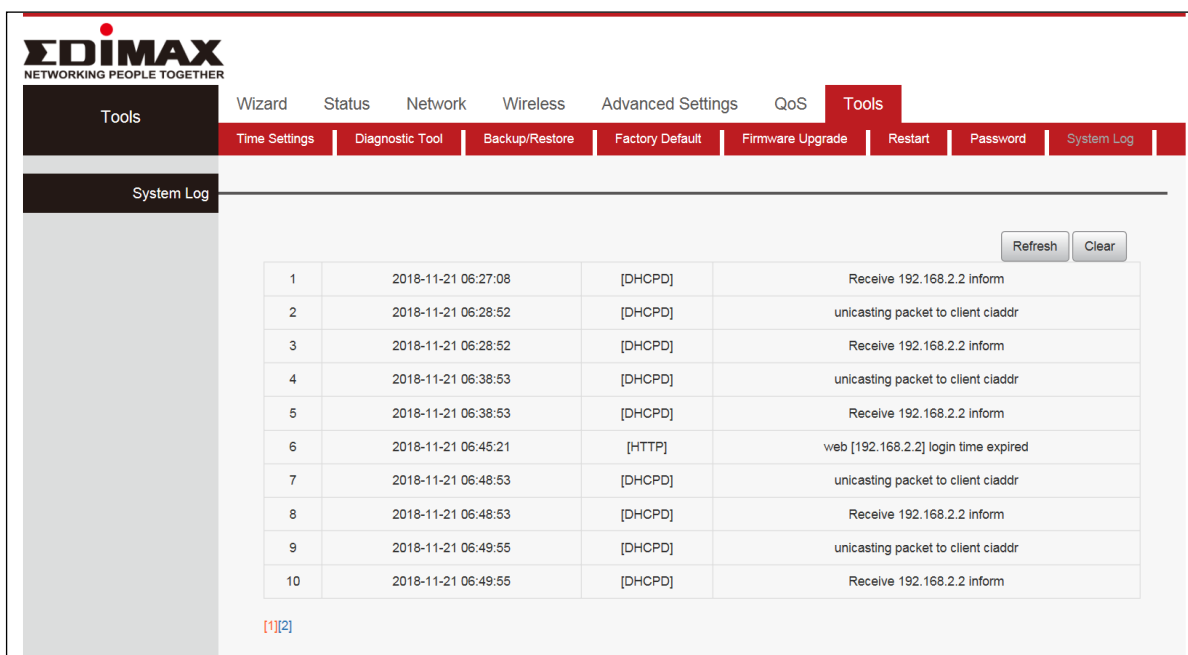 EDIMAX
NETWORKING PEOPLE TOGETHER
Tools
Wizard Status Network Wireless Advanced Settings QoS Tools
Time Settings Diagnostic Tool Backup/Restore Factory Default Firmware Upgrade Restart Password System Log
System Log
Refresh Clear
1 2018-11-21 06:27:08 [DHCPD] Receive 192.168.2.2 inform
2 2018-11-21 06:28:52 [DHCPD] unicasting packet to client ciaddr
3 2018-11-21 06:28:52 [DHCPD] Receive 192.168.2.2 inform
4 2018-11-21 06:38:53 [DHCPD] unicasting packet to client ciaddr
5 2018-11-21 06:38:53 [DHCPD] Receive 192.168.2.2 inform
6 2018-11-21 06:45:21 [HTTP] web [192.168.2.2] login time expired
7 2018-11-21 06:48:53 [DHCPD] unicasting packet to client ciaddr
8 2018-11-21 06:48:53 [DHCPD] Receive 192.168.2.2 inform
9 2018-11-21 06:49:55 [DHCPD] unicasting packet to client ciaddr
10 2018-11-21 06:49:55 [DHCPD] Receive 192.168.2.2 inform
[1][2]